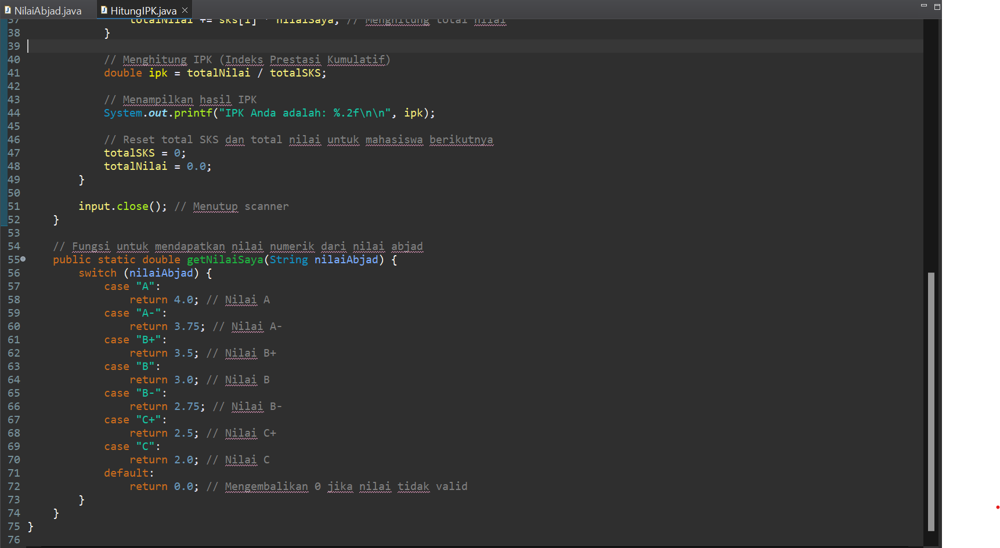 NilaiAbjad.java HitungIPK.java
37 totalNilai += sks[i] * nilaiSaya; // Menghitung total nilai
38 }
39
40 // Menghitung IPK (Indeks Prestasi Kumulatif)
41 double ipk = totalNilai / totalSKS;
42
43 // Menampilkan hasil IPK
44 System.out.printf("IPK Anda adalah: %.2f\n\n", ipk);
45
46 // Reset total SKS dan total nilai untuk mahasiswa berikutnya
47 totalSKS = 0;
48 totalNilai = 0.0;
49 }
50
51 input.close(); // Menutup scanner
52 }
53
54 // Fungsi untuk mendapatkan nilai numerik dari nilai abjad
55 public static double getNilaiSaya(String nilaiAbjad) {
56 switch (nilaiAbjad) {
57 case "A":
58 return 4.0; // Nilai A
59 case "A-":
60 return 3.75; // Nilai A-
61 case "B+":
62 return 3.5; // Nilai B+
63 case "B":
64 return 3.0; // Nilai B
65 case "B-":
66 return 2.75; // Nilai B-
67 case "C+":
68 return 2.5; // Nilai C+
69 case "C":
70 return 2.0; // Nilai C
71 default:
72 return 0.0; // Mengembalikan 0 jika nilai tidak valid
73 }
74 }
75 }
76